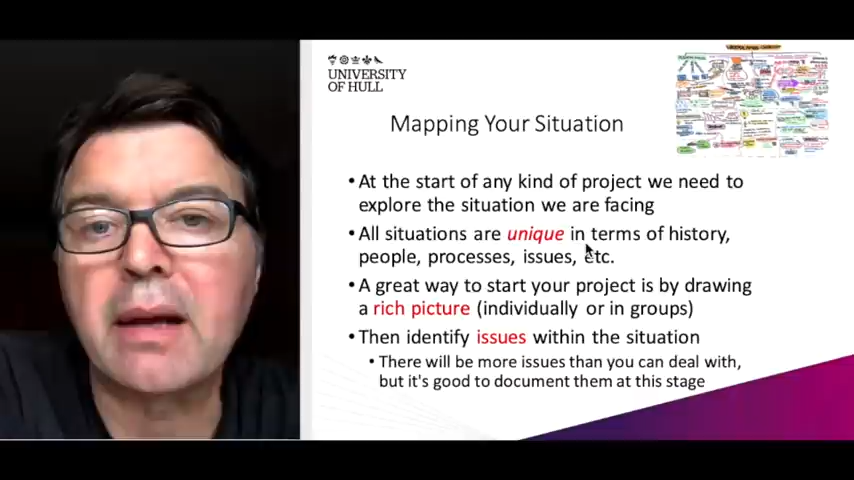 UNIVERSITY
OF HULL
Mapping Your Situation
•At the start of any kind of project we need to
explore the situation we are facing
•All situations are unique in terms of history,
people, processes, issues, etc.
•A great way to start your project is by drawing
a rich picture (individually or in groups)
•Then identify issues within the situation
•There will be more issues than you can deal with,
but it's good to document them at this stage